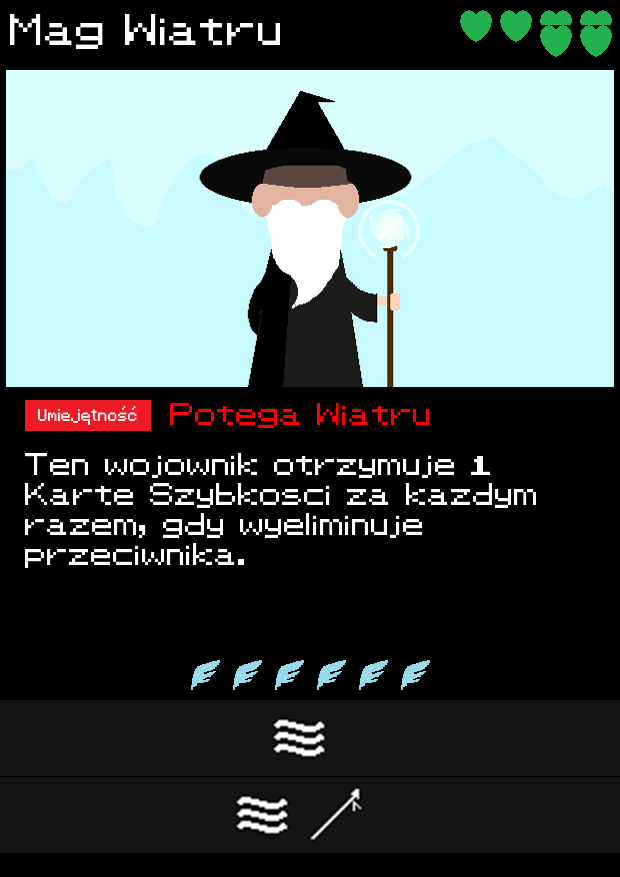 Mag Wiatru
Umiejętność
Potega Wiatru
Ten wojownik otrzymuje 1
Karte Szybkosci za kazdym
razem, gdy wyeliminuje
przeciwnika.